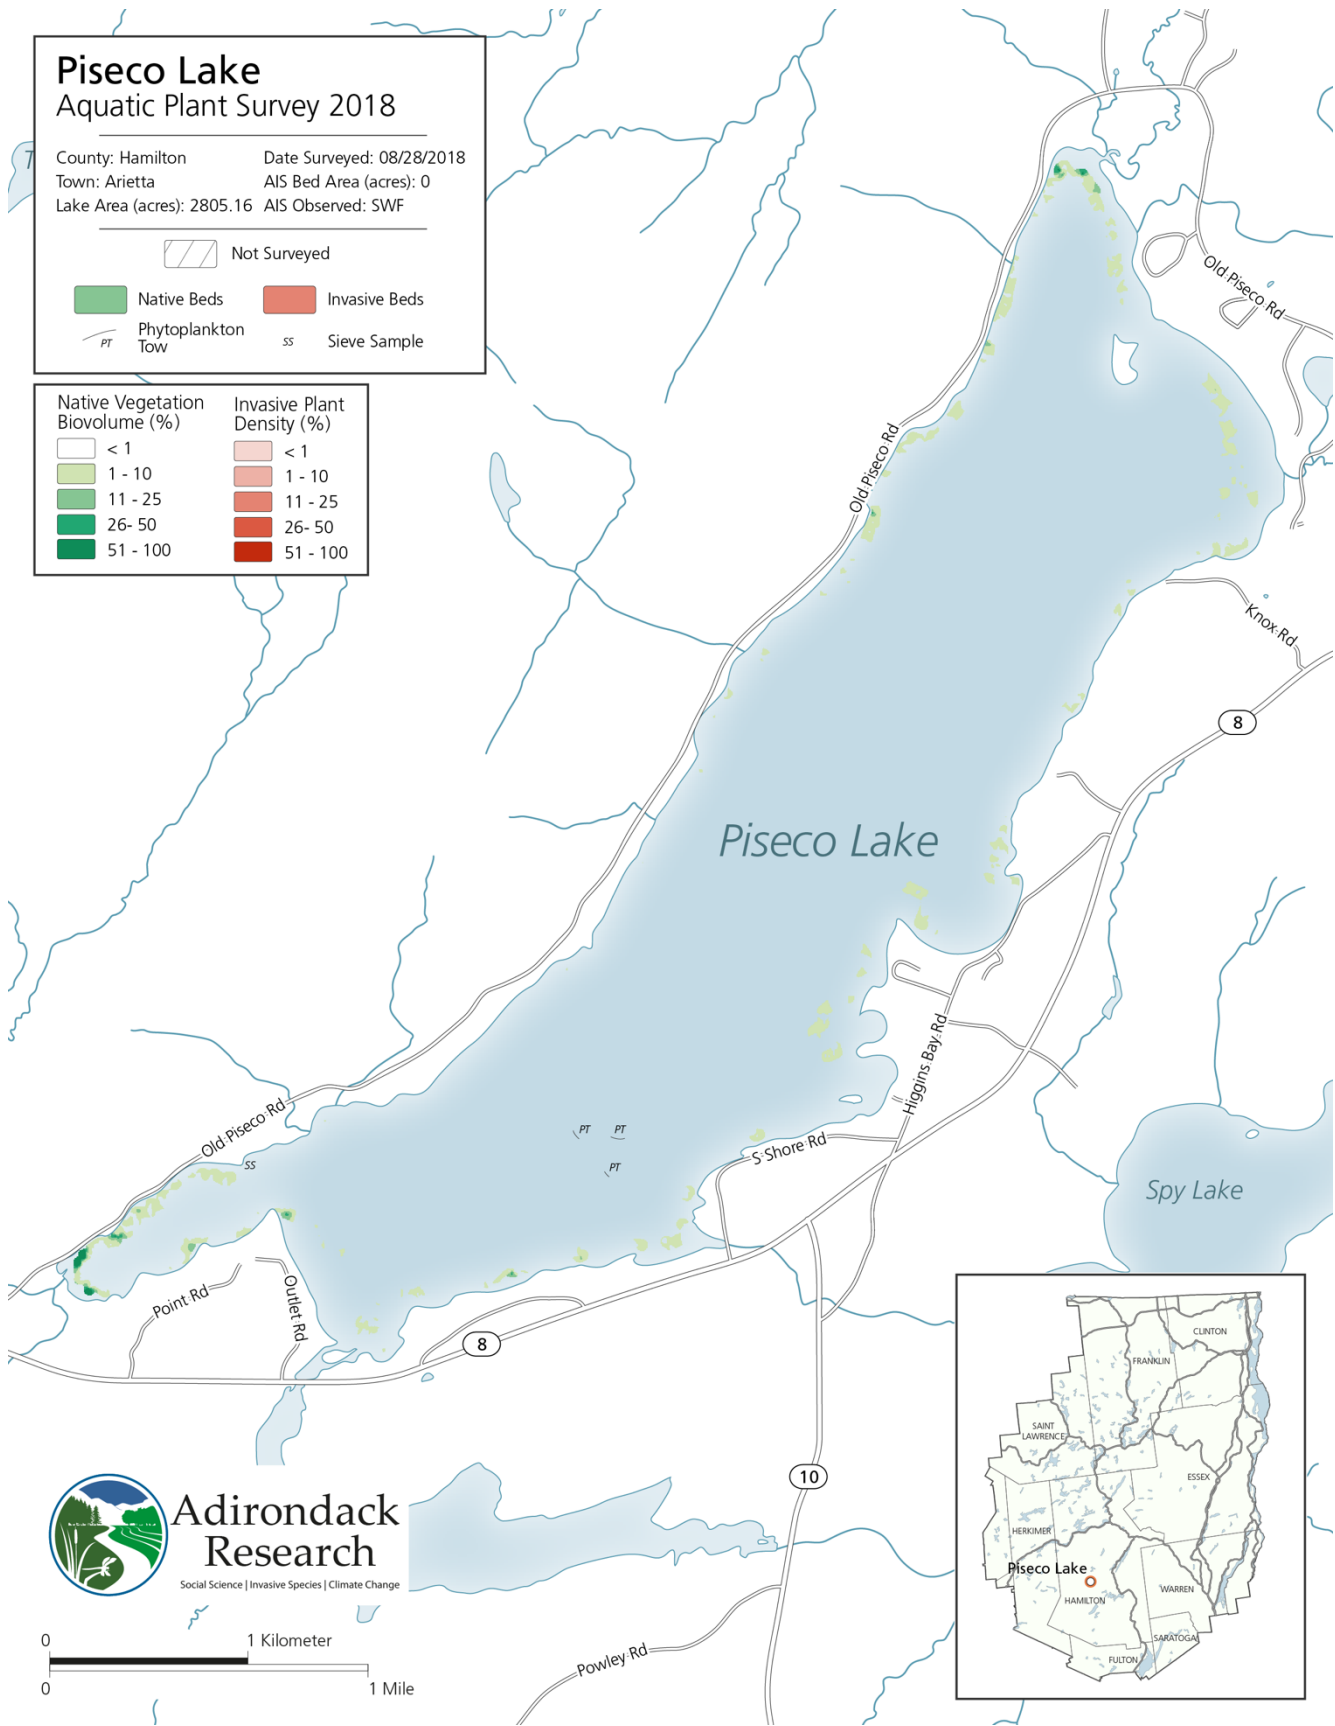 Piseco Lake
Aquatic Plant Survey 2018
County: Hamilton
Date Surveyed: 08/28/2018
Town: Arietta
AIS Bed Area (acres): 0
Lake Area (acres): 2805.16
AIS Observed: SWF
Not Surveyed
Native Beds
Invasive Beds
PT
Phytoplankton
Tow
SS
Sieve Sample
Native Vegetation
Biovolume (%)
< 1
1 - 10
11 - 25
26- 50
51 - 100
Invasive Plant
Density (%)
< 1
1 - 10
11 - 25
26- 50
51 - 100
T
Old Piseco Rd
Old Piseco Rd
Knox Rd
8
Piseco Lake
Higgins Bay Rd
Old Piseco Rd
PT
PT
PT
SS
S Shore Rd
Spy Lake
Point Rd
Outlet Rd
8
10
Powley Rd
Adirondack
Research
Social Science | Invasive Species | Climate Change
0
1 Kilometer
0
1 Mile
CLINTON
FRANKLIN
SAINT
LAWRENCE
ESSEX
HERKIMER
Piseco Lake
HAMILTON
WARREN
SARATOGA
FULTON